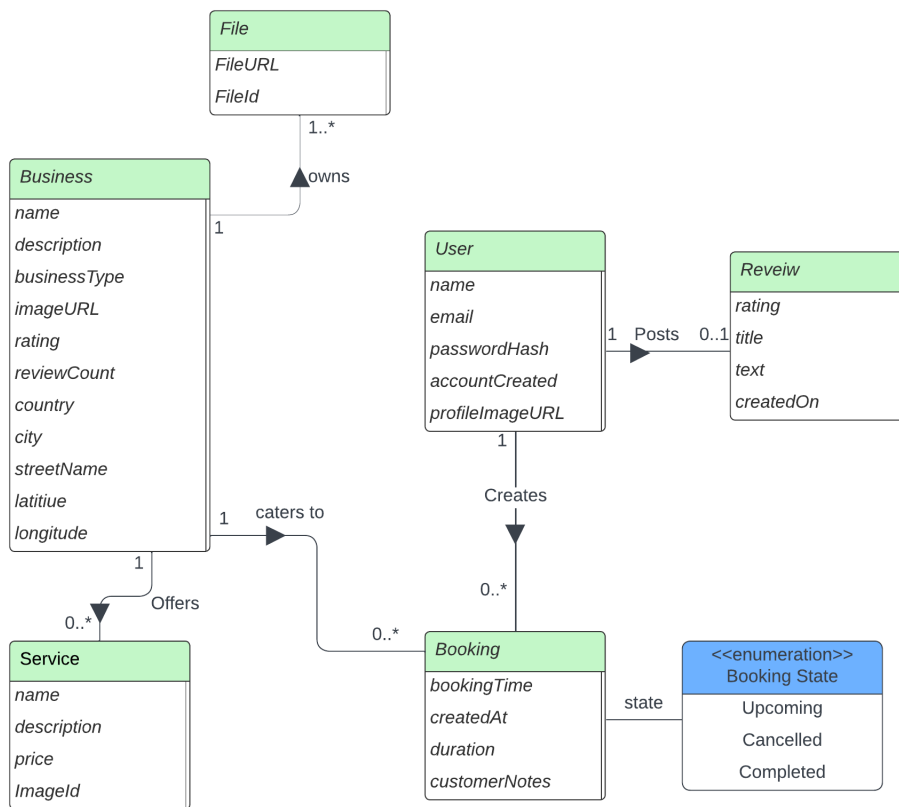 File
FileURL
FileId
1..*
owns
1
Business
name
description
businessType
imageURL
rating
reviewCount
country
city
streetName
latitiue
longitude
User
name
email
passwordHash
accountCreated
profileImageURL
1 Posts 0..1
Reveiw
rating
title
text
createdOn
1
Creates
0..*
1 caters to
0..*
1
Offers
0..*
Service
name
description
price
ImageId
Booking
bookingTime
createdAt
duration
customerNotes
state
<<enumeration>>
Booking State
Upcoming
Cancelled
Completed